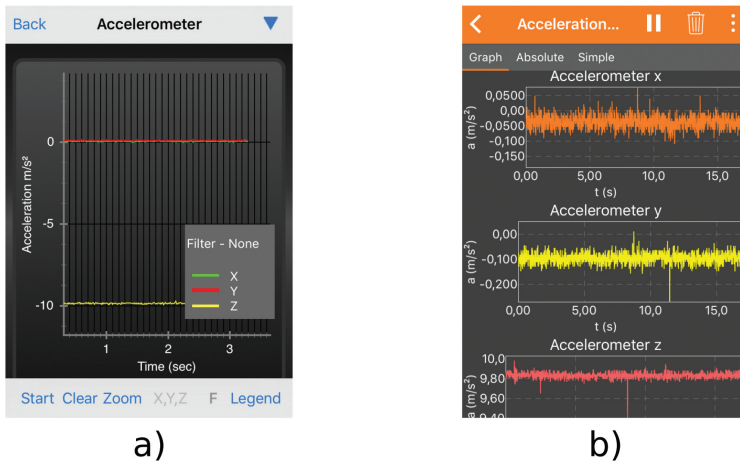 Back Accelerometer
Acceleration m/s²
0
-5
-10
Filter - None
X
Y
Z
1 2 3
Time (sec)
Start Clear Zoom X,Y,Z F Legend
a)
Acceleration...
Graph Absolute Simple
Accelerometer x
a (m/s²)
0,0500
0,00
-0,0500
-0,100
-0,150
0,00 5,00 10,0 15,0
t (s)
Accelerometer y
a (m/s²)
0,00
-0,100
-0,200
0,00 5,00 10,0 15,0
t (s)
Accelerometer z
a (m/s²)
10,0
9,80
9,60
9,40
b)